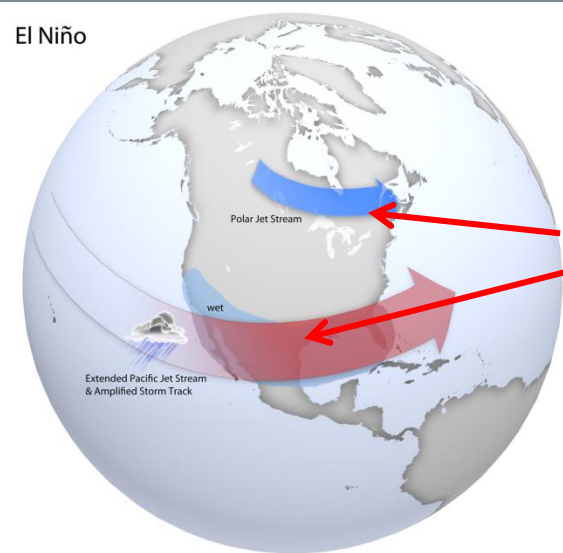 El Niño
Polar Jet Stream
wet
Extended Pacific Jet Stream
& Amplified Storm Track